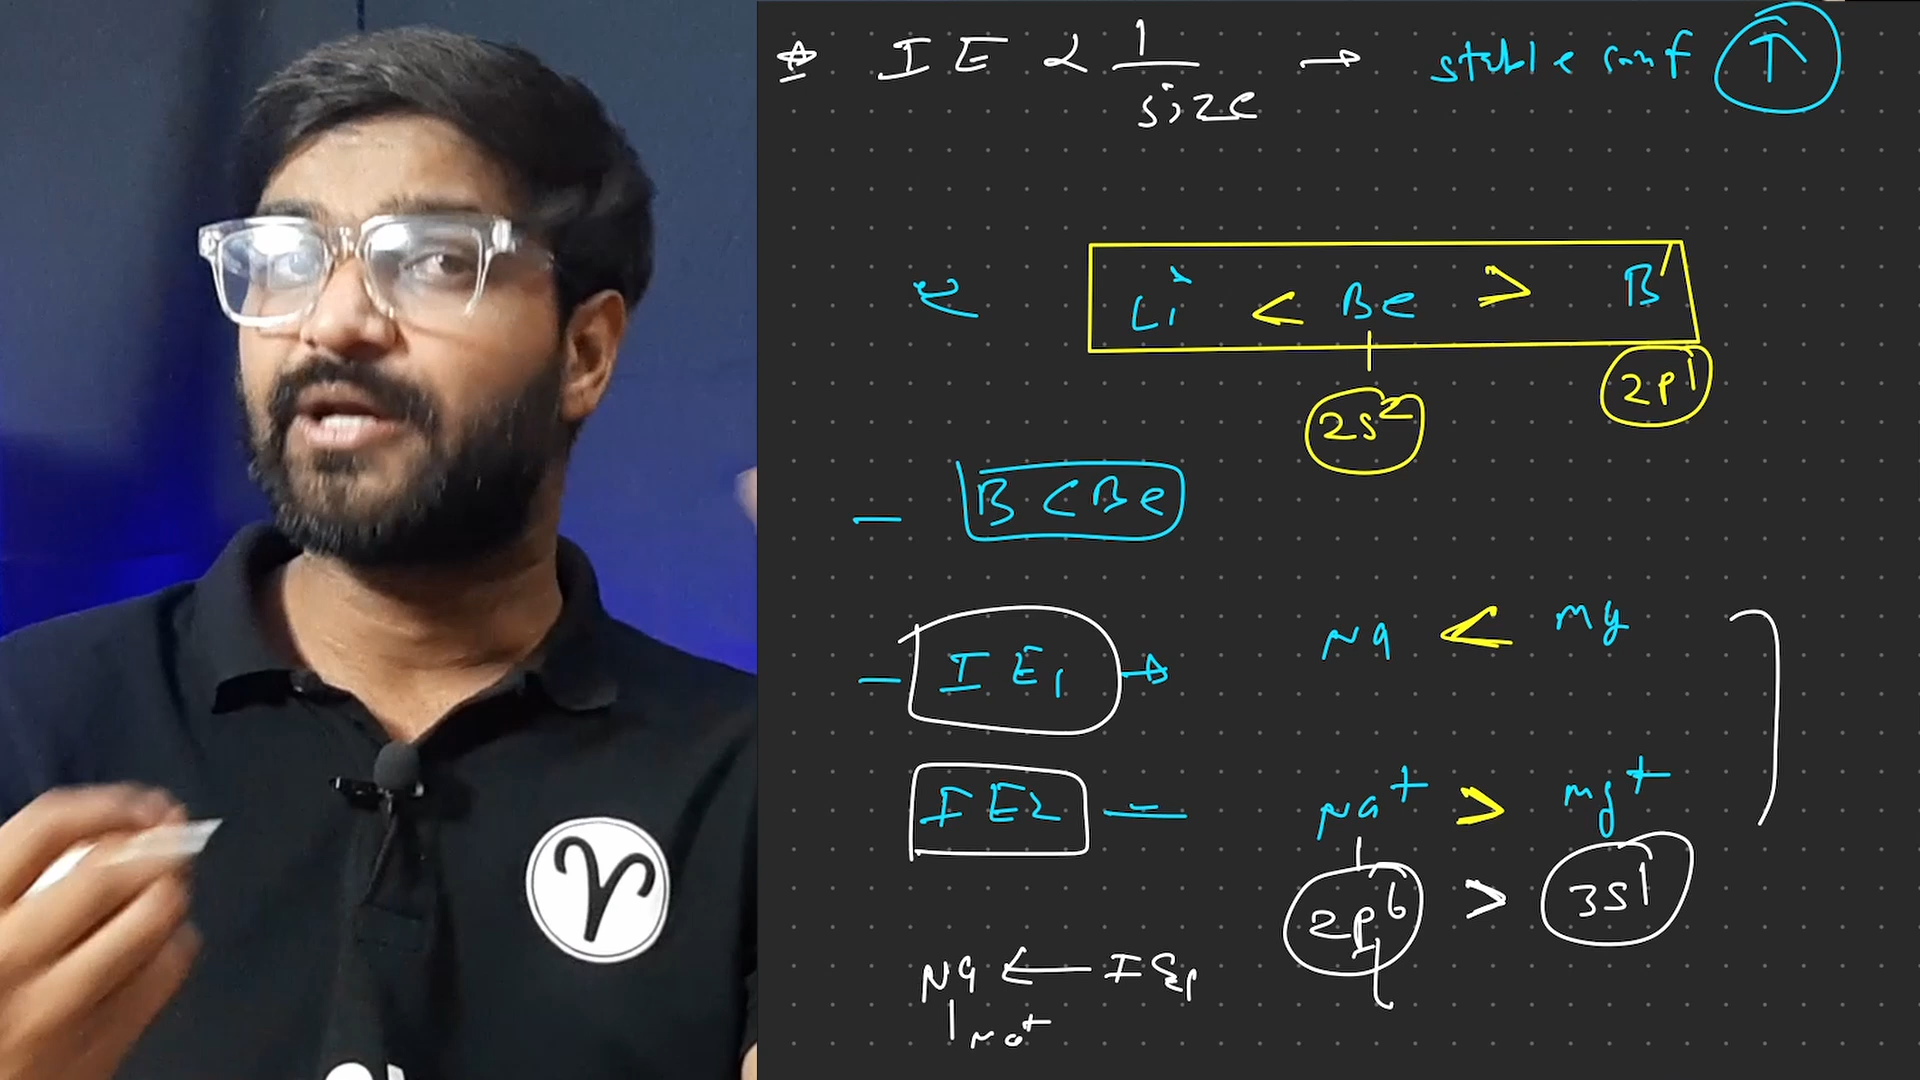 IE ∝ 1/size → stable conf ↑
Li < Be > B
2s² 2p¹
- B < Be
- IE₁ → Na < Mg
IE2 - Na⁺ > Mg⁺
2p⁶ > 3s¹
Na ← IE₁
Na⁺